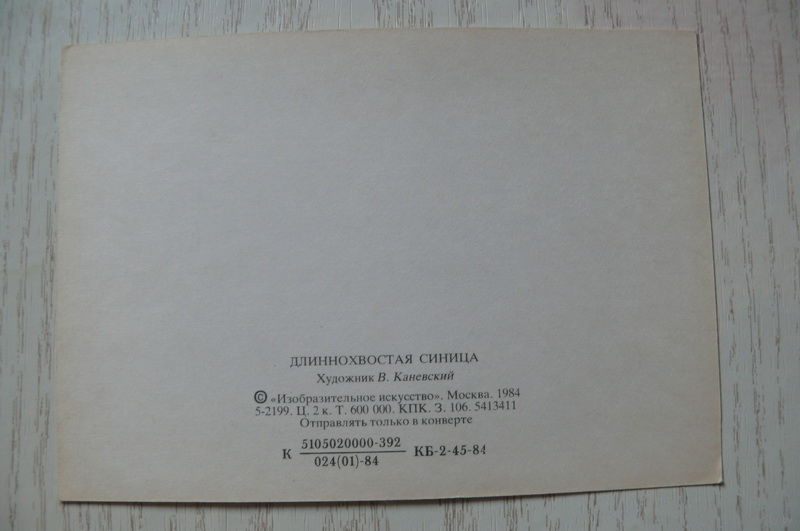 ДЛИННОХВОСТАЯ СИНИЦА
Художник В. Каневский
© «Изобразительное искусство». Москва. 1984
5-2199. Ц. 2 к. Т. 600 000. КПК. З. 106. 5413411
Отправлять только в конверте
К 5105020000-392 КБ-2-45-84
024(01)-84